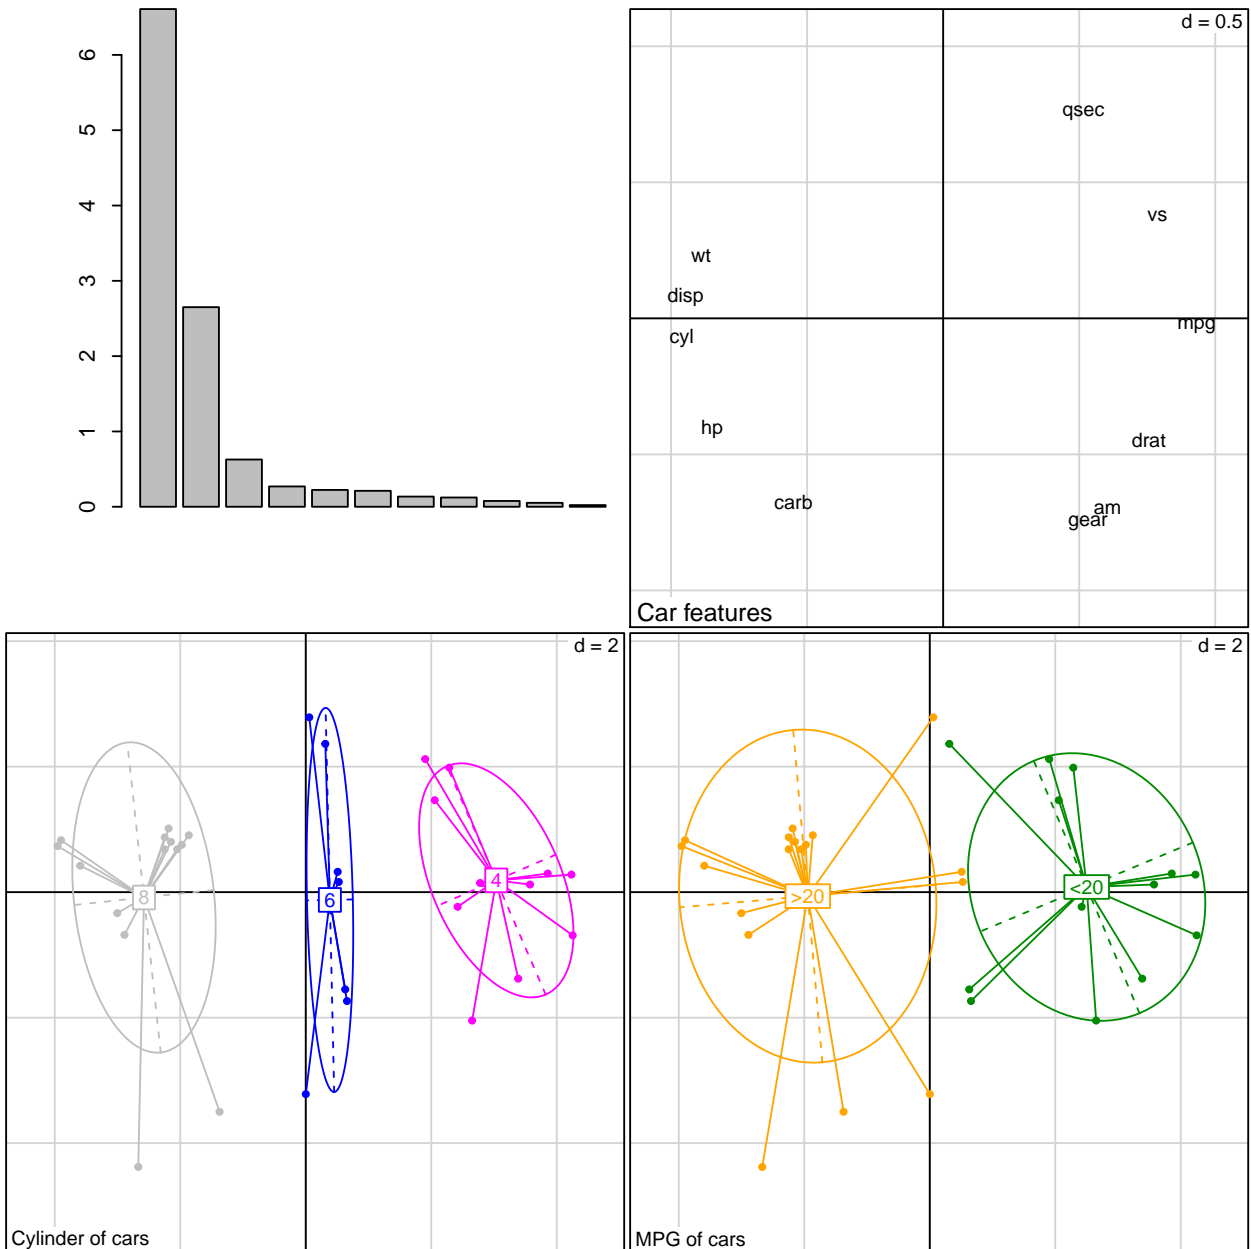 6
5
4
3
2
1
0
d = 0.5
qsec
vs
wt
disp
mpg
cyl
hp
drat
carb
am
gear
Car features
d = 2
8
6
4
Cylinder of cars
d = 2
>20
<20
MPG of cars